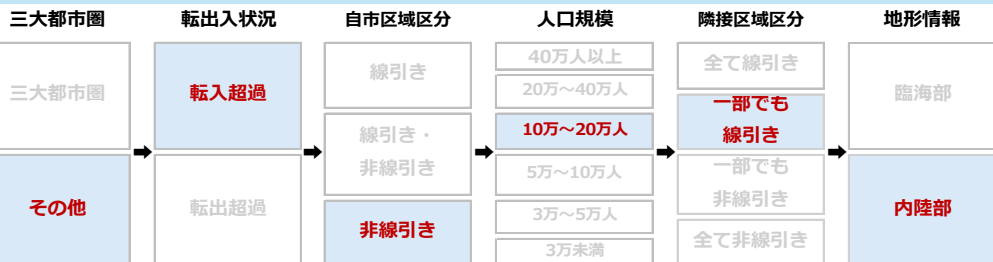 三大都市圏
転出入状況
自市区域区分
人口規模
隣接区域区分
地形情報
三大都市圏
その他
転入超過
転出超過
線引き
線引き・
非線引き
非線引き
40万人以上
20万～40万人
10万～20万人
5万～10万人
3万～5万人
3万未満
全て線引き
一部でも
線引き
一部でも
非線引き
全て非線引き
臨海部
内陸部